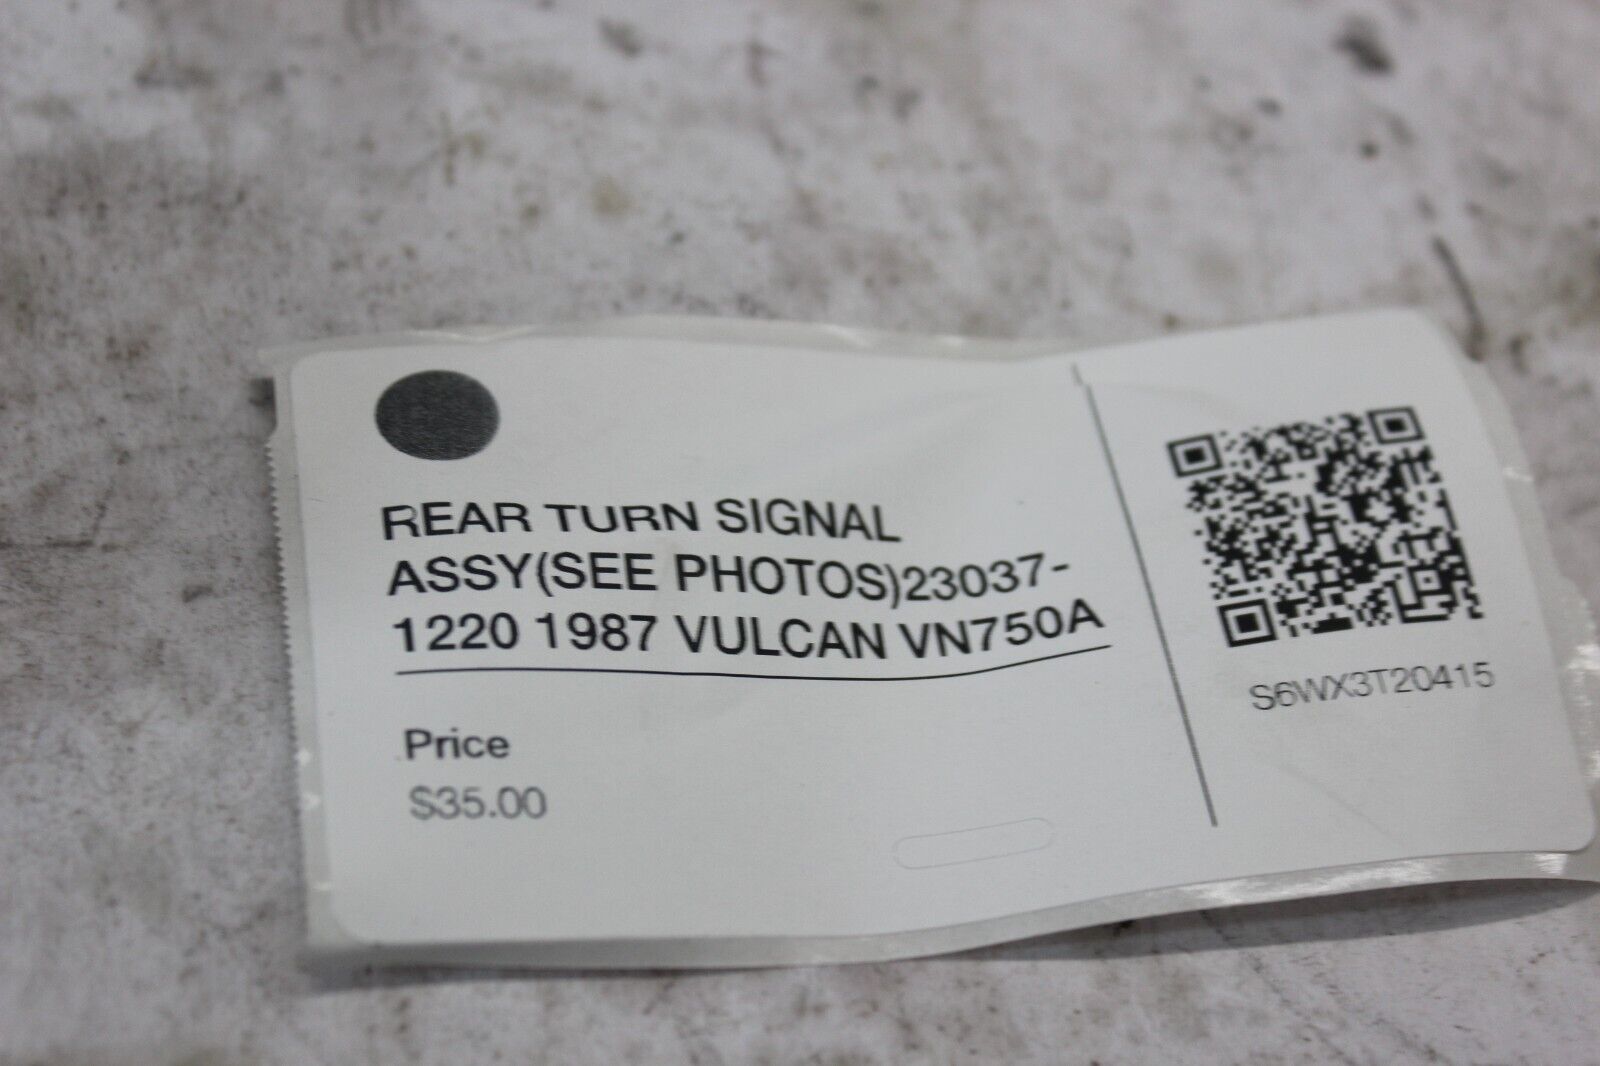 REAR TURN SIGNAL
ASSY(SEE PHOTOS)23037-
1220 1987 VULCAN VN750A
Price
$35.00
S6WX3T20415